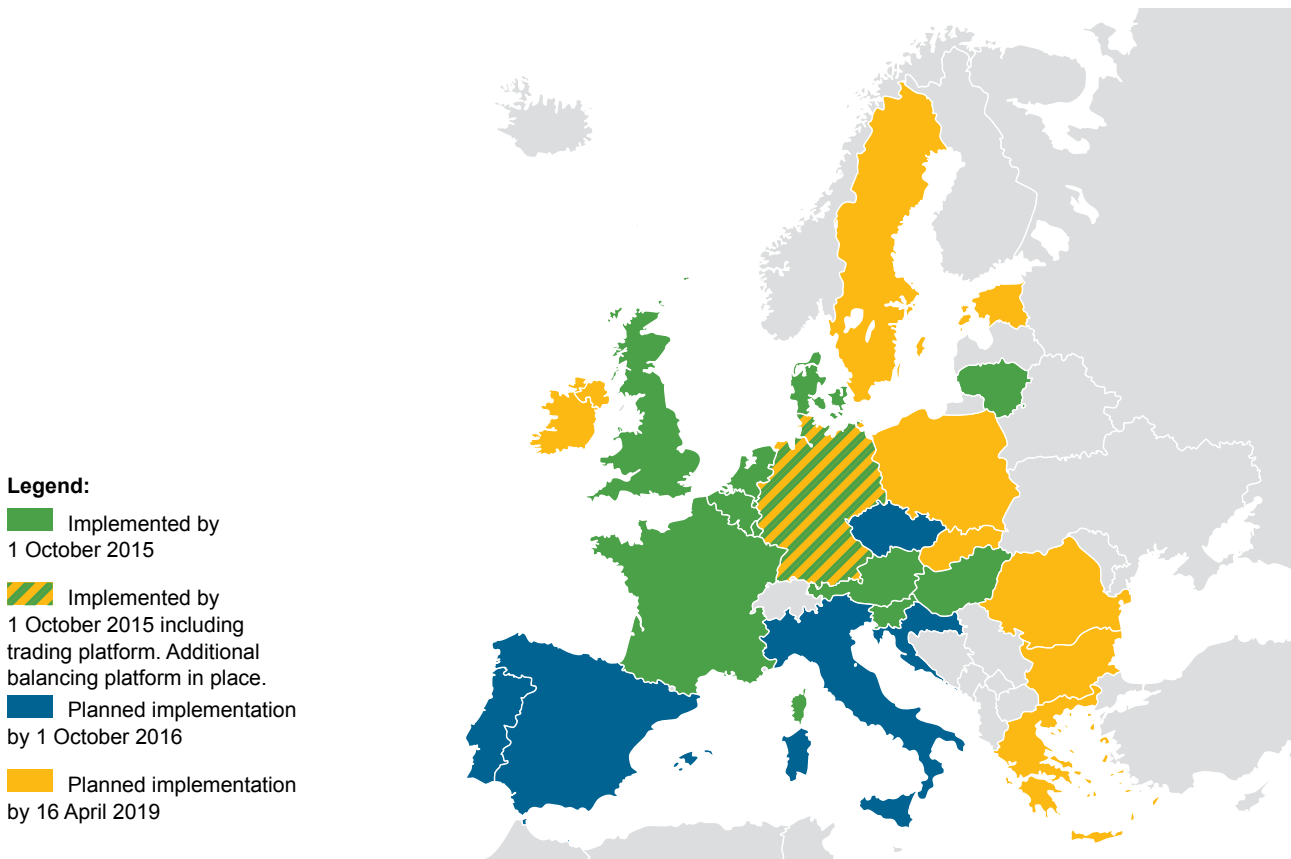 Legend:
Implemented by
1 October 2015
Implemented by
1 October 2015 including
trading platform. Additional
balancing platform in place.
Planned implementation
by 1 October 2016
Planned implementation
by 16 April 2019